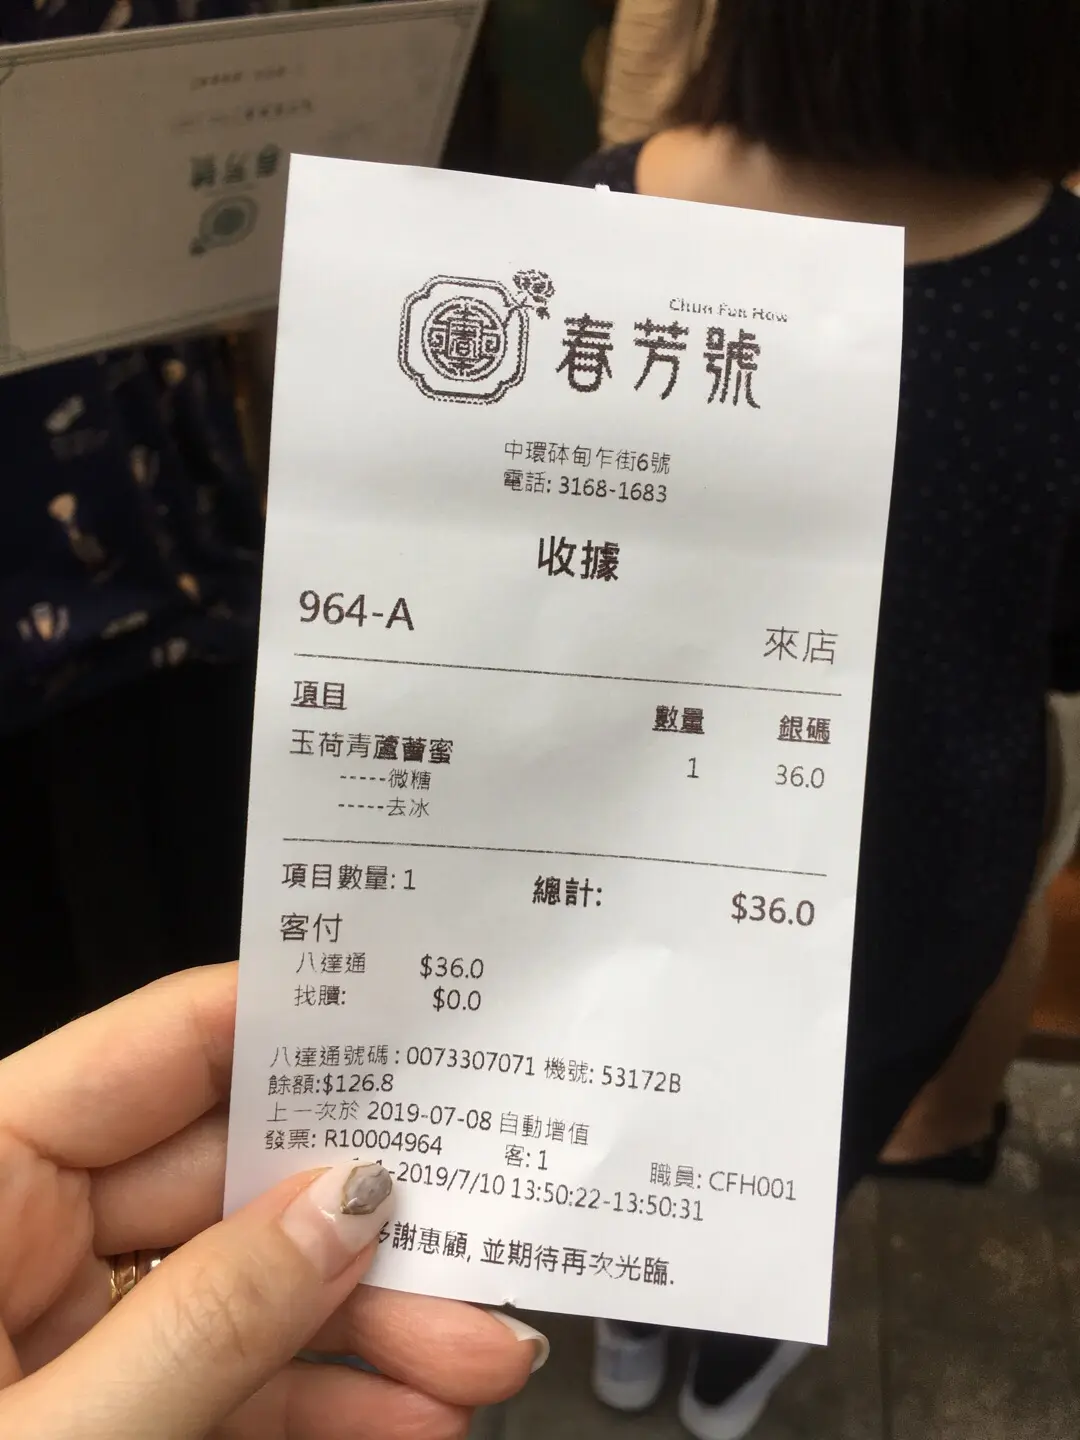 春芳號
Chun Fan How
春芳號
中環砵甸乍街6號
電話: 3168-1683
收據
964-A
來店
項目 數量 銀碼
玉荷青蘆薈蜜 1 36.0
-----微糖
-----去冰
項目數量: 1 總計: $36.0
客付
八達通 $36.0
找贖: $0.0
八達通號碼: 0073307071 機號: 53172B
餘額:$126.8
上一次於 2019-07-08 自動增值
發票: R10004964 客: 1 職員: CFH001
-2019/7/10 13:50:22-13:50:31
謝惠顧, 並期待再次光臨.